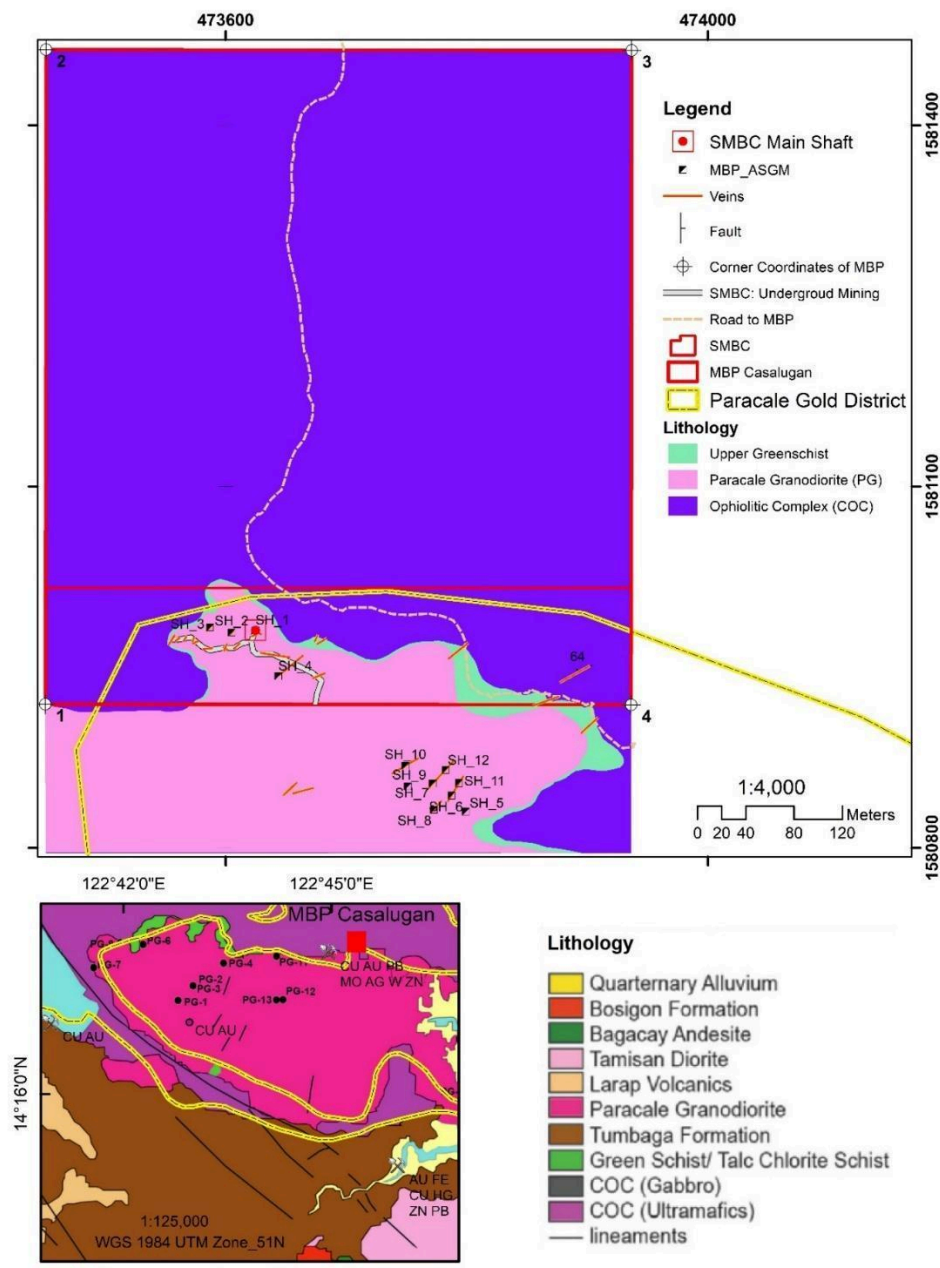 473600
474000
2
3
1581400
Legend
SMBC Main Shaft
MBP_ASGM
Veins
Fault
Corner Coordinates of MBP
SMBC: Undergroud Mining
Road to MBP
SMBC
MBP Casalugan
Paracale Gold District
Lithology
Upper Greenschist
Paracale Granodiorite (PG)
Ophiolitic Complex (COC)
1581100
SH_3
SH_2
SH_1
SH_4
64
1
4
SH_10
SH_12
SH_9
SH_11
SH_7
SH_6
SH_5
SH_8
1:4,000
Meters
0 20 40 80 120
1580800
122°42'0"E
122°45'0"E
14°16'0"N
MBP Casalugan
PG-6
PG-7
PG-4
CU AU PB
MO AG W ZN
PG-2
PG-3
PG-1
PG-13
PG-12
CU AU
CU AU
AU FE
CU HG
ZN PB
1:125,000
WGS 1984 UTM Zone_51N
Lithology
Quaternary Alluvium
Bosigon Formation
Bagacay Andesite
Tamisan Diorite
Larap Volcanics
Paracale Granodiorite
Tumbaga Formation
Green Schist/ Talc Chlorite Schist
COC (Gabbro)
COC (Ultramafics)
lineaments